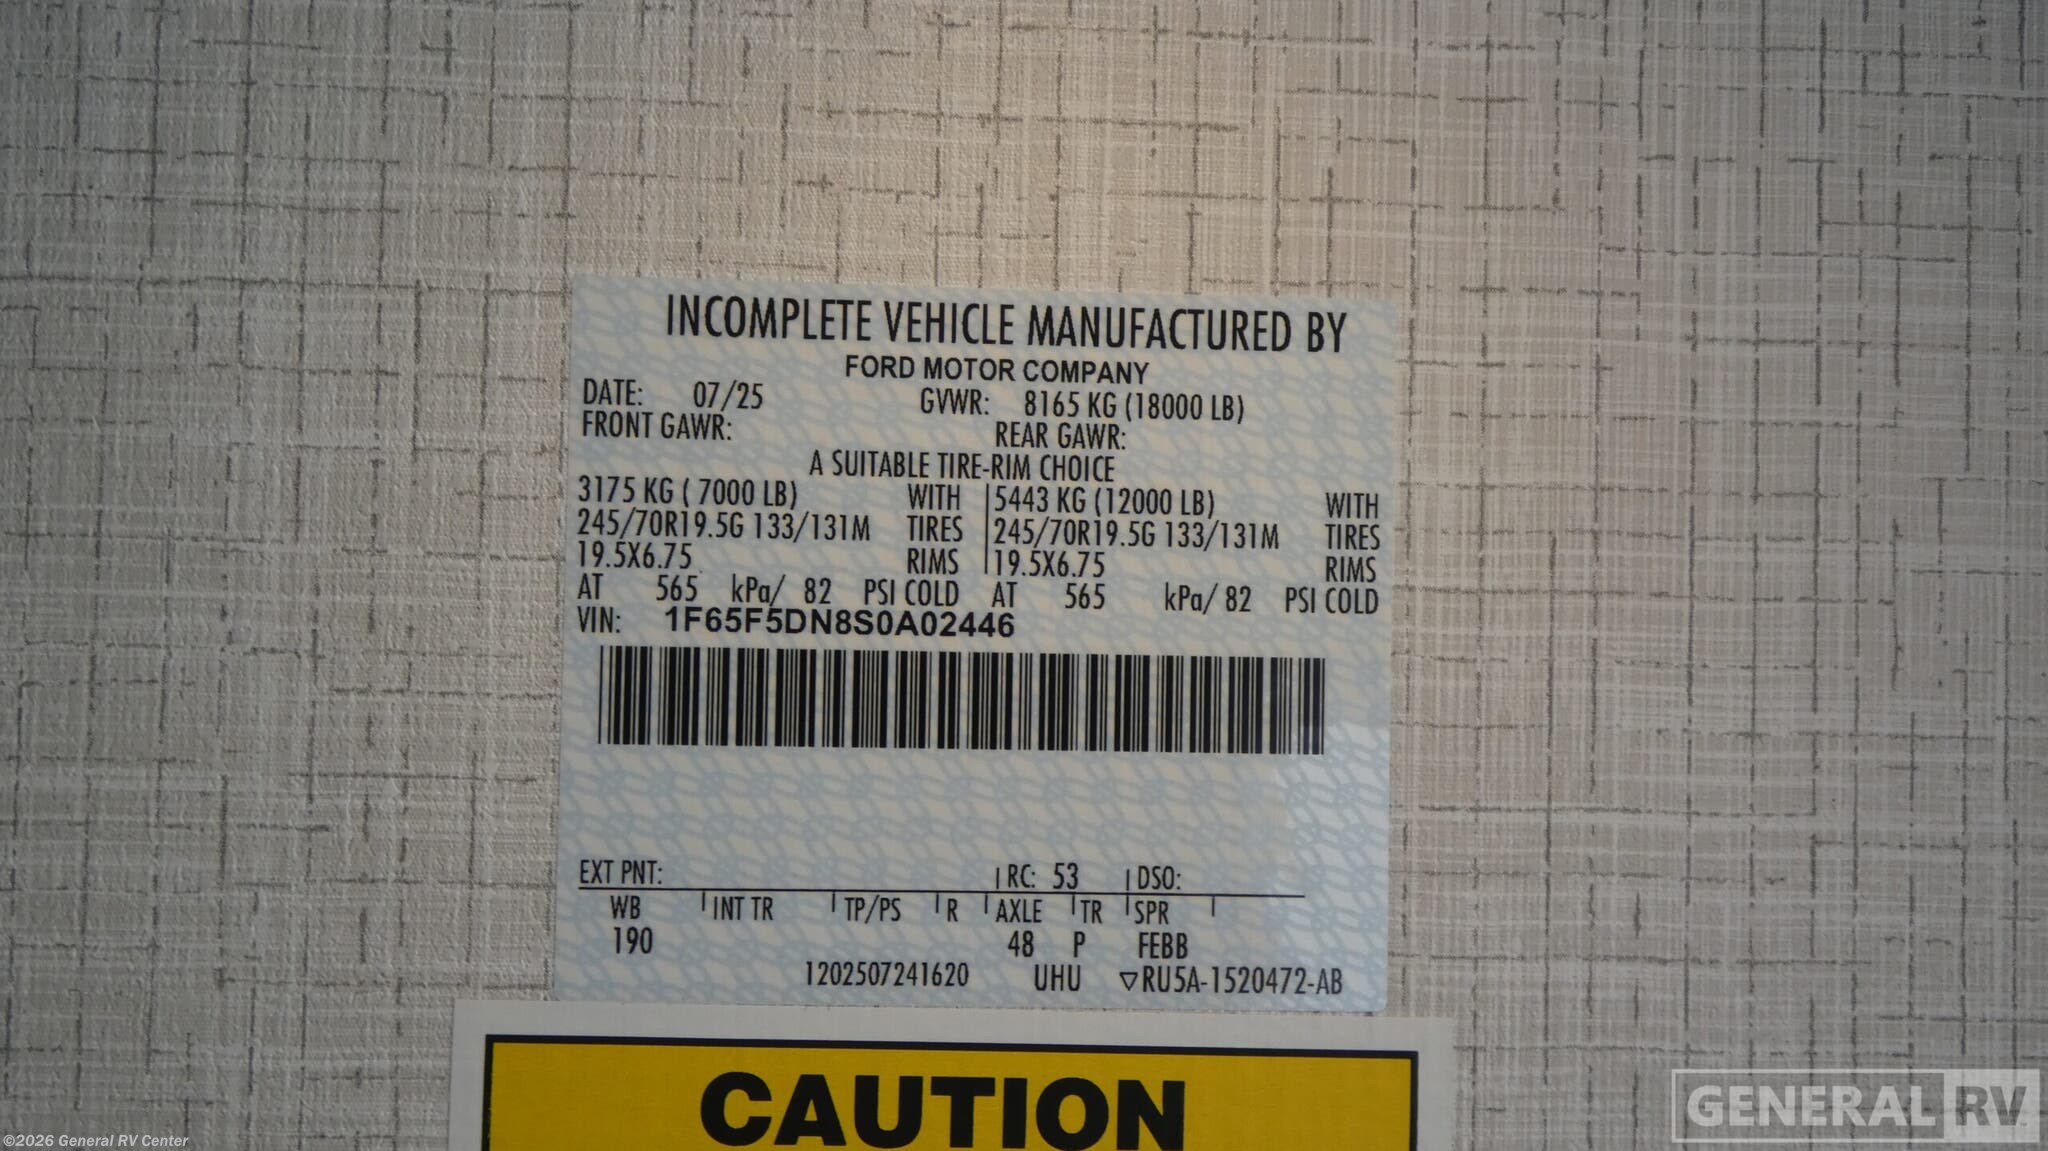 INCOMPLETE VEHICLE MANUFACTURED BY
FORD MOTOR COMPANY
DATE: 07/25 GVWR: 8165 KG (18000 LB)
FRONT GAWR: REAR GAWR:
A SUITABLE TIRE-RIM CHOICE
3175 KG ( 7000 LB) WITH 5443 KG (12000 LB) WITH
245/70R19.5G 133/131M TIRES 245/70R19.5G 133/131M TIRES
19.5X6.75 RIMS 19.5X6.75 RIMS
AT 565 kPa/ 82 PSI COLD AT 565 kPa/ 82 PSI COLD
VIN: 1F65F5DN8S0A02446
EXT PNT: RC: 53 DSO:
WB INT TR TP/PS R AXLE TR SPR
190 48 P FEBB
1202507241620 UHU ▽RU5A-1520472-AB
CAUTION
GENERAL RV
©2026 General RV Center